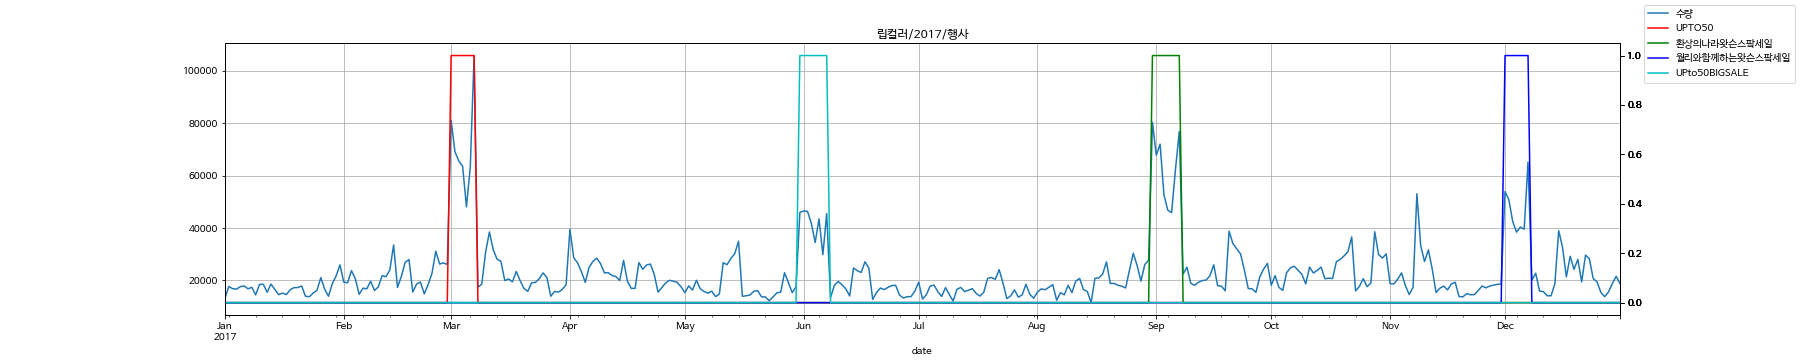 립컬러/2017/행사
수량
UPTO50
환상의나라왓슨스팍세일
월리와함께하는왓슨스팍세일
UPto50BIGSALE
100000
80000
60000
40000
20000
1.0
0.8
0.6
0.4
0.2
0.0
Jan Feb Mar Apr May Jun Jul Aug Sep Oct Nov Dec
2017
date